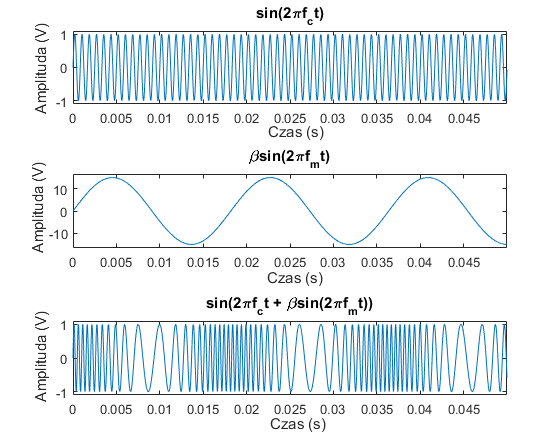 sin(2πf_c t)
Amplituda (V)
1
0
-1
0 0.005 0.01 0.015 0.02 0.025 0.03 0.035 0.04 0.045
Czas (s)
βsin(2πf_m t)
Amplituda (V)
10
0
-10
0 0.005 0.01 0.015 0.02 0.025 0.03 0.035 0.04 0.045
Czas (s)
sin(2πf_c t + βsin(2πf_m t))
Amplituda (V)
1
0
-1
0 0.005 0.01 0.015 0.02 0.025 0.03 0.035 0.04 0.045
Czas (s)